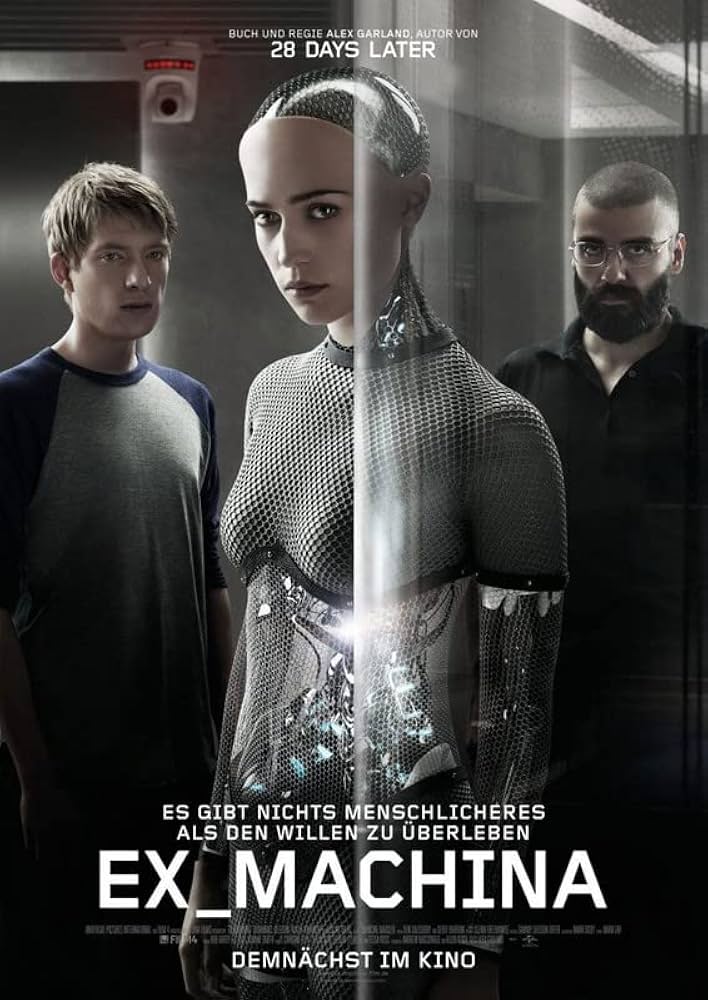 BUCH UND REGIE ALEX GARLAND, AUTOR VON
28 DAYS LATER
ES GIBT NICHTS MENSCHLICHERES
ALS DEN WILLEN ZU ÜBERLEBEN
EX_MACHINA
DEMNÄCHST IM KINO